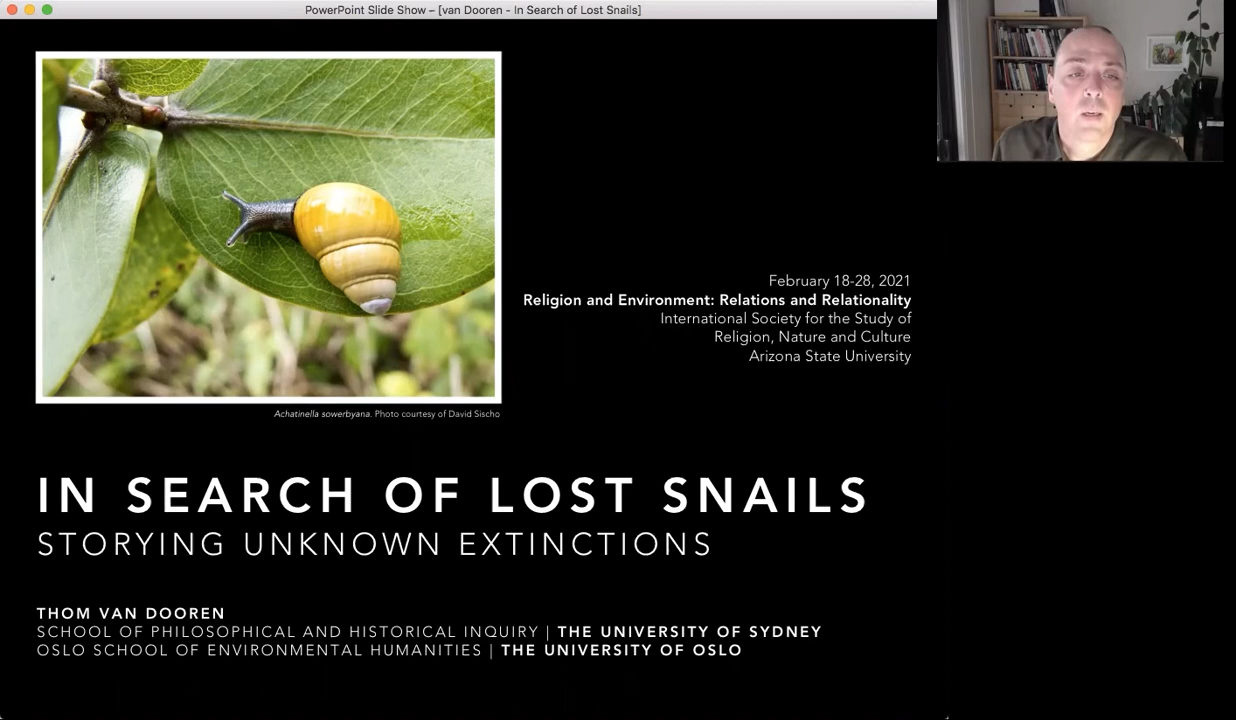 PowerPoint Slide Show – [van Dooren - In Search of Lost Snails]
February 18-28, 2021
Religion and Environment: Relations and Relationality
International Society for the Study of
Religion, Nature and Culture
Arizona State University
Achatinella sowerbyana. Photo courtesy of David Sischo
IN SEARCH OF LOST SNAILS
STORYING UNKNOWN EXTINCTIONS
THOM VAN DOOREN
SCHOOL OF PHILOSOPHICAL AND HISTORICAL INQUIRY | THE UNIVERSITY OF SYDNEY
OSLO SCHOOL OF ENVIRONMENTAL HUMANITIES | THE UNIVERSITY OF OSLO